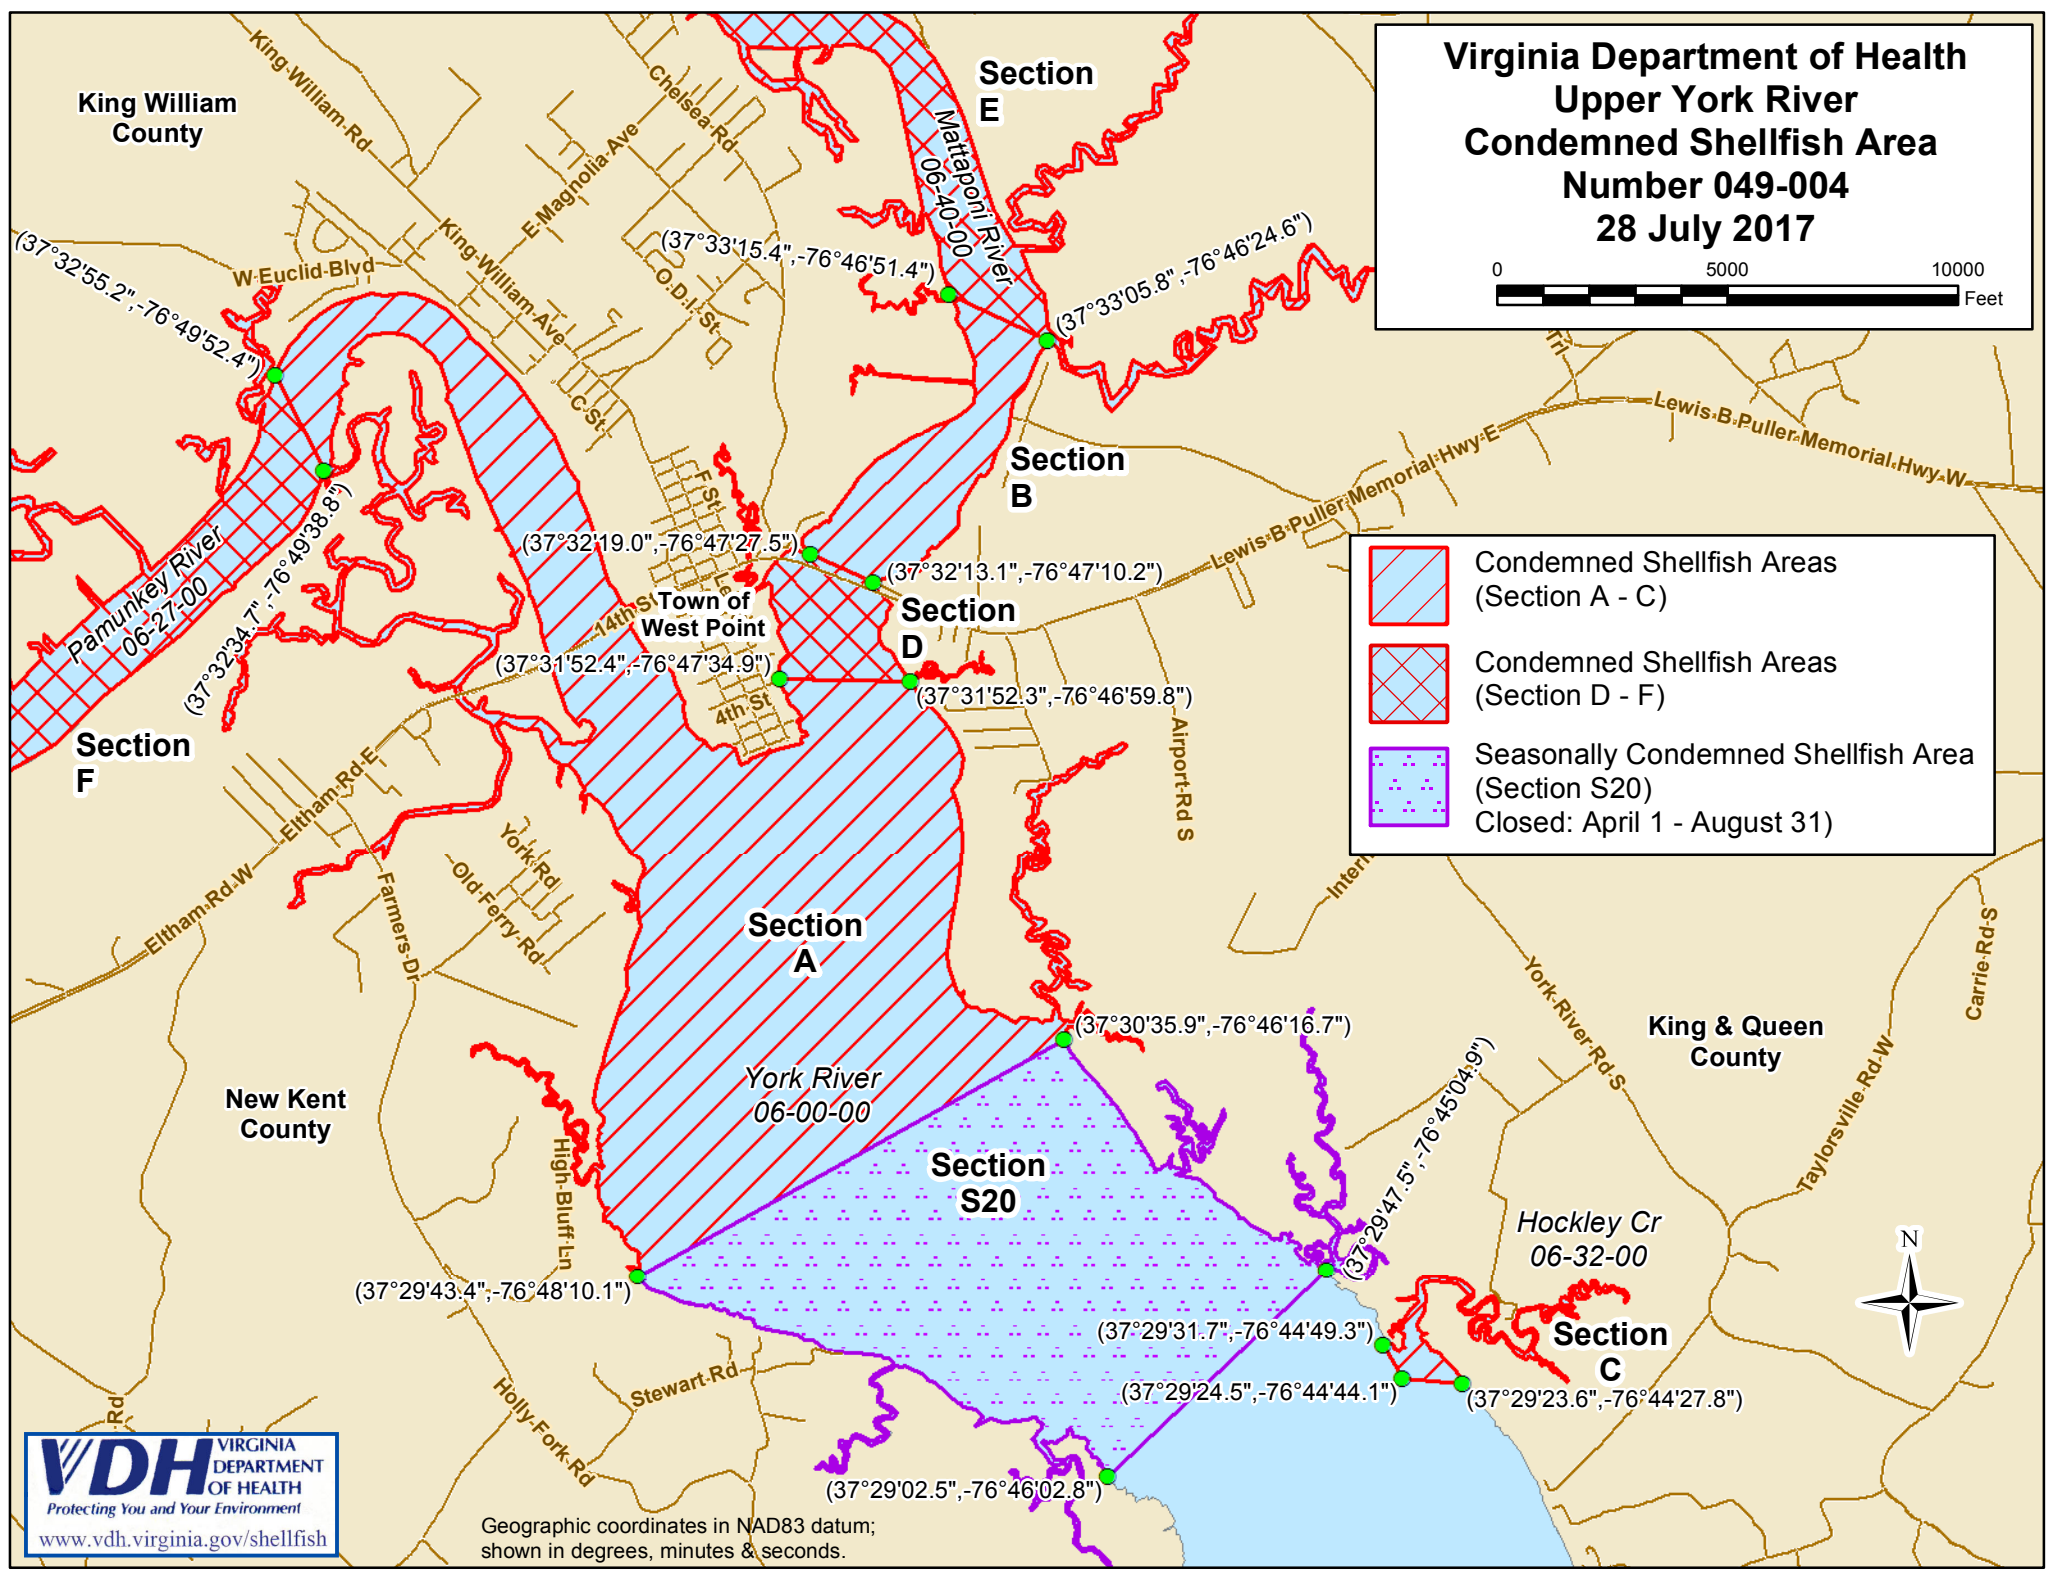 Virginia Department of Health
Upper York River
Condemned Shellfish Area
Number 049-004
28 July 2017
0 5000 10000
Feet
King William
County
King William Rd
Chelsea Rd
E Magnolia Ave
King William Ave
W Euclid Blvd
O D I St
C St
F St
Section
E
Mattaponi River
06-40-00
(37°32'55.2",-76°49'52.4")
(37°33'15.4",-76°46'51.4")
(37°33'05.8",-76°46'24.6")
Tri
Lewis B Puller Memorial Hwy E
Lewis B Puller Memorial Hwy W
Section
B
(37°32'34.7",-76°49'38.8")
Pamunkey River
06-27-00
(37°32'19.0",-76°47'27.5")
(37°32'13.1",-76°47'10.2")
Le
14th St
Town of
West Point
Section
D
(37°31'52.4",-76°47'34.9")
(37°31'52.3",-76°46'59.8")
4th St
Condemned Shellfish Areas
(Section A - C)
Condemned Shellfish Areas
(Section D - F)
Seasonally Condemned Shellfish Area
(Section S20)
Closed: April 1 - August 31)
Section
F
Airport Rd S
Eltham Rd E
Eltham Rd W
York Rd
Old Ferry Rd
Farmers Dr
Intern
Section
A
York River Rd S
Carrie Rd S
Taylorsville Rd W
King & Queen
County
(37°30'35.9",-76°46'16.7")
York River
06-00-00
New Kent
County
High Bluff Ln
Section
S20
(37°29'47.5",-76°45'04.9")
Hockley Cr
06-32-00
N
(37°29'43.4",-76°48'10.1")
(37°29'31.7",-76°44'49.3")
Section
C
(37°29'24.5",-76°44'44.1")
(37°29'23.6",-76°44'27.8")
Stewart Rd
Holly Fork Rd
Rd
(37°29'02.5",-76°46'02.8")
VDH
VIRGINIA
DEPARTMENT
OF HEALTH
Protecting You and Your Environment
www.vdh.virginia.gov/shellfish
Geographic coordinates in NAD83 datum;
shown in degrees, minutes & seconds.